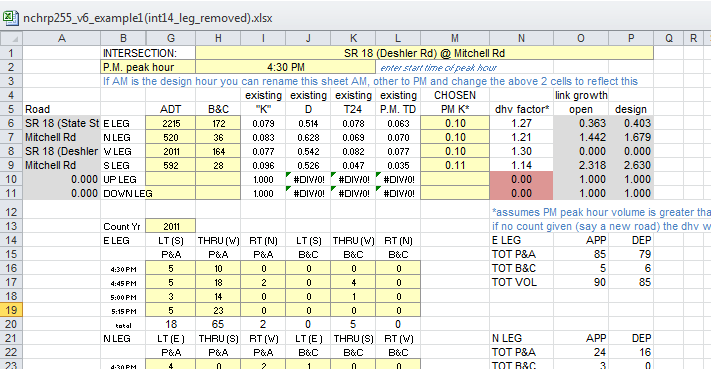 nchrp255_v6_example1(int14_leg_removed).xlsx
A B G H I J K L M N O P Q R
1 INTERSECTION: SR 18 (Deshler Rd) @ Mitchell Rd
2 P.M. peak hour 4:30 PM enter start time of peak hour
3 If AM is the design hour you can rename this sheet AM, other to PM and change the above 2 cells to reflect this
4 existing existing existing existing CHOSEN link growth
5 Road ADT B&C "K" D T24 P.M. TD PM K* dhv factor* open design
6 SR 18 (State St E LEG 2215 172 0.079 0.514 0.078 0.063 0.10 1.27 0.363 0.403
7 Mitchell Rd N LEG 520 36 0.083 0.628 0.069 0.070 0.10 1.21 1.442 1.679
8 SR 18 (Deshler W LEG 2011 164 0.077 0.542 0.082 0.082 0.10 1.30 0.000 0.000
9 Mitchell Rd S LEG 592 28 0.096 0.526 0.047 0.035 0.11 1.14 2.318 2.630
10 0.000 UP LEG 1.000 #DIV/0! #DIV/0! #DIV/0! 0.00 1.000 1.000
11 0.000 DOWN LEG 1.000 #DIV/0! #DIV/0! #DIV/0! 0.00 1.000 1.000
12 *assumes PM peak hour volume is greater tha
13 Count Yr 2011 if no count given (say a new road) the dhv w
14 E LEG LT (S) THRU (W) RT (N) LT (S) THRU (W) RT (N) E LEG APP DEP
15 P&A P&A P&A B&C B&C B&C TOT P&A 85 79
16 4:30 PM 5 10 0 0 0 0 TOT B&C 5 6
17 4:45 PM 5 18 2 0 4 0 TOT VOL 90 85
18 5:00 PM 3 14 0 0 1 0
19 5:15 PM 5 23 0 0 0 0
20 total 18 65 2 0 5 0
21 N LEG LT (E) THRU (S) RT (W) LT (E) THRU (S) RT (W) N LEG APP DEP
22 P&A P&A P&A B&C B&C B&C TOT P&A 24 16
23 4:30 PM 4 0 2 1 0 0 TOT B&C 3 0